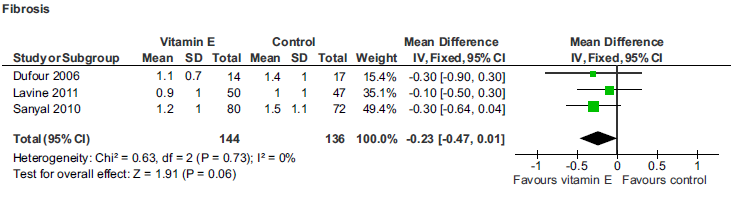 Fibrosis
Vitamin E Control Mean Difference Mean Difference
Study or Subgroup Mean SD Total Mean SD Total Weight IV, Fixed, 95% CI IV, Fixed, 95% CI
Dufour 2006 1.1 0.7 14 1.4 1 17 15.4% -0.30 [-0.90, 0.30]
Lavine 2011 0.9 1 50 1 1 47 35.1% -0.10 [-0.50, 0.30]
Sanyal 2010 1.2 1 80 1.5 1.1 72 49.4% -0.30 [-0.64, 0.04]
Total (95% CI) 144 136 100.0% -0.23 [-0.47, 0.01]
Heterogeneity: Chi² = 0.63, df = 2 (P = 0.73); I² = 0%
Test for overall effect: Z = 1.91 (P = 0.06)
-1 -0.5 0 0.5 1
Favours vitamin E Favours control